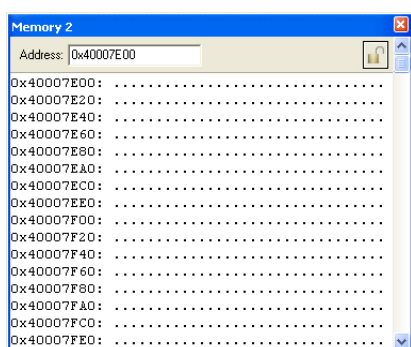 Memory 2
Address: 0x40007E00
0x40007E00: ................................
0x40007E20: ................................
0x40007E40: ................................
0x40007E60: ................................
0x40007E80: ................................
0x40007EA0: ................................
0x40007EC0: ................................
0x40007EE0: ................................
0x40007F00: ................................
0x40007F20: ................................
0x40007F40: ................................
0x40007F60: ................................
0x40007F80: ................................
0x40007FA0: ................................
0x40007FC0: ................................
0x40007FE0: ................................